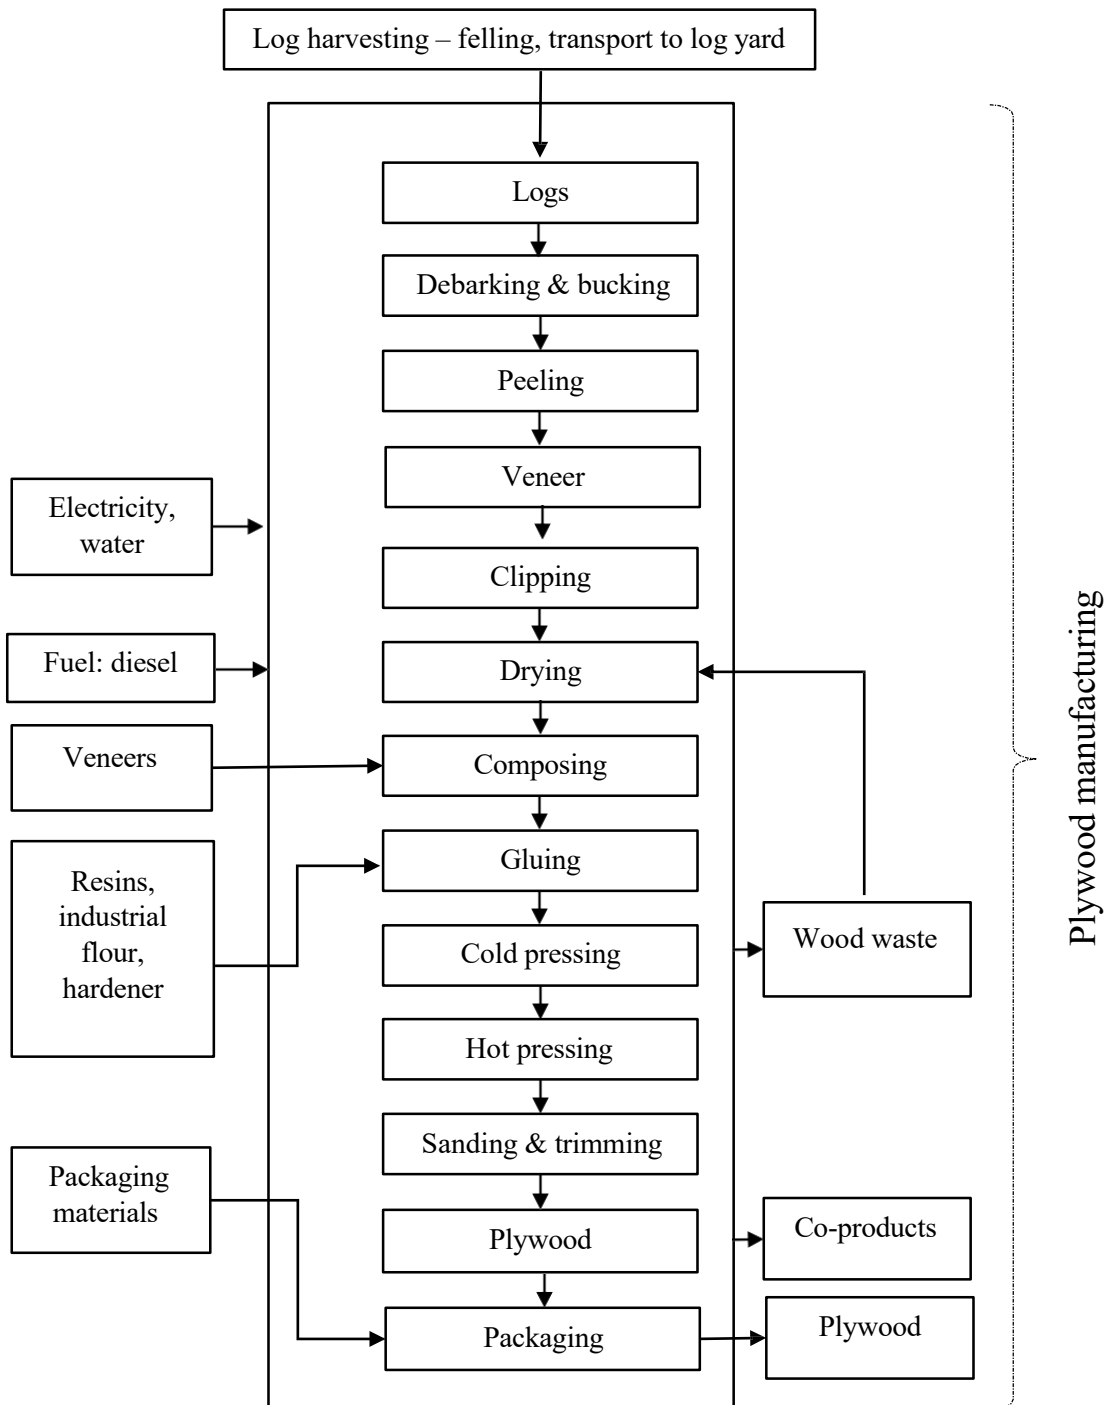 Log harvesting – felling, transport to log yard
Logs
Debarking & bucking
Peeling
Veneer
Electricity,
water
Clipping
Fuel: diesel
Drying
Veneers
Composing
Gluing
Resins,
industrial
flour,
hardener
Wood waste
Cold pressing
Hot pressing
Sanding & trimming
Packaging
materials
Plywood
Co-products
Packaging
Plywood
Plywood manufacturing